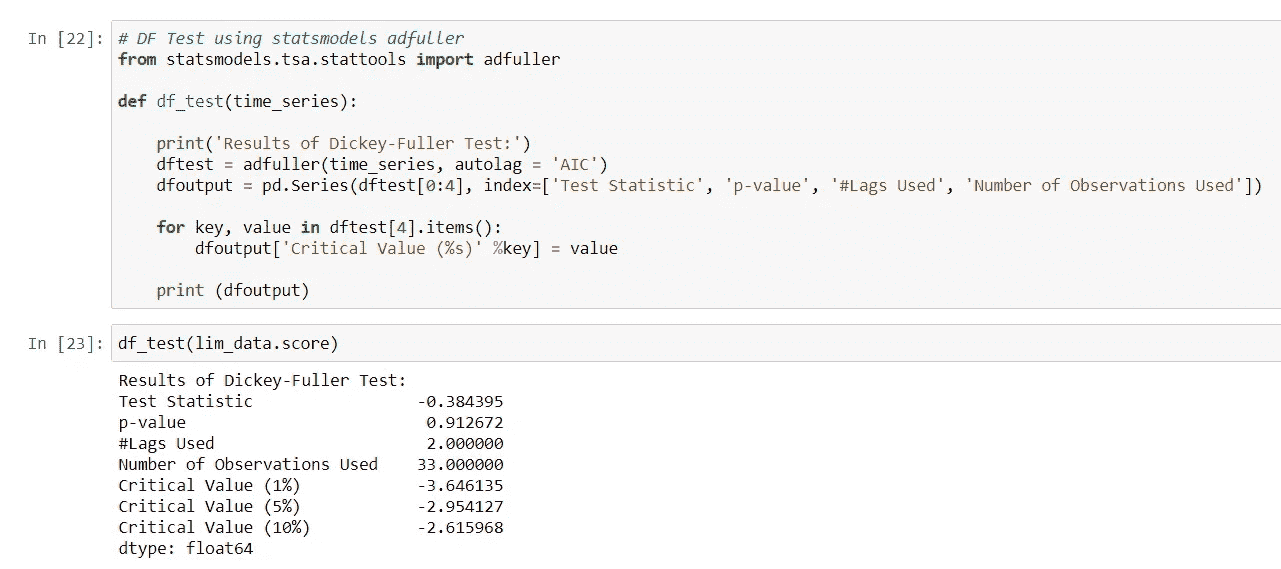 In [22]: # DF Test using statsmodels adfuller
from statsmodels.tsa.stattools import adfuller
def df_test(time_series):
print('Results of Dickey-Fuller Test:')
dftest = adfuller(time_series, autolag = 'AIC')
dfoutput = pd.Series(dftest[0:4], index=['Test Statistic', 'p-value', '#Lags Used', 'Number of Observations Used'])
for key, value in dftest[4].items():
dfoutput['Critical Value (%s)' %key] = value
print (dfoutput)
In [23]: df_test(lim_data.score)
Results of Dickey-Fuller Test:
Test Statistic -0.384395
p-value 0.912672
#Lags Used 2.000000
Number of Observations Used 33.000000
Critical Value (1%) -3.646135
Critical Value (5%) -2.954127
Critical Value (10%) -2.615968
dtype: float64